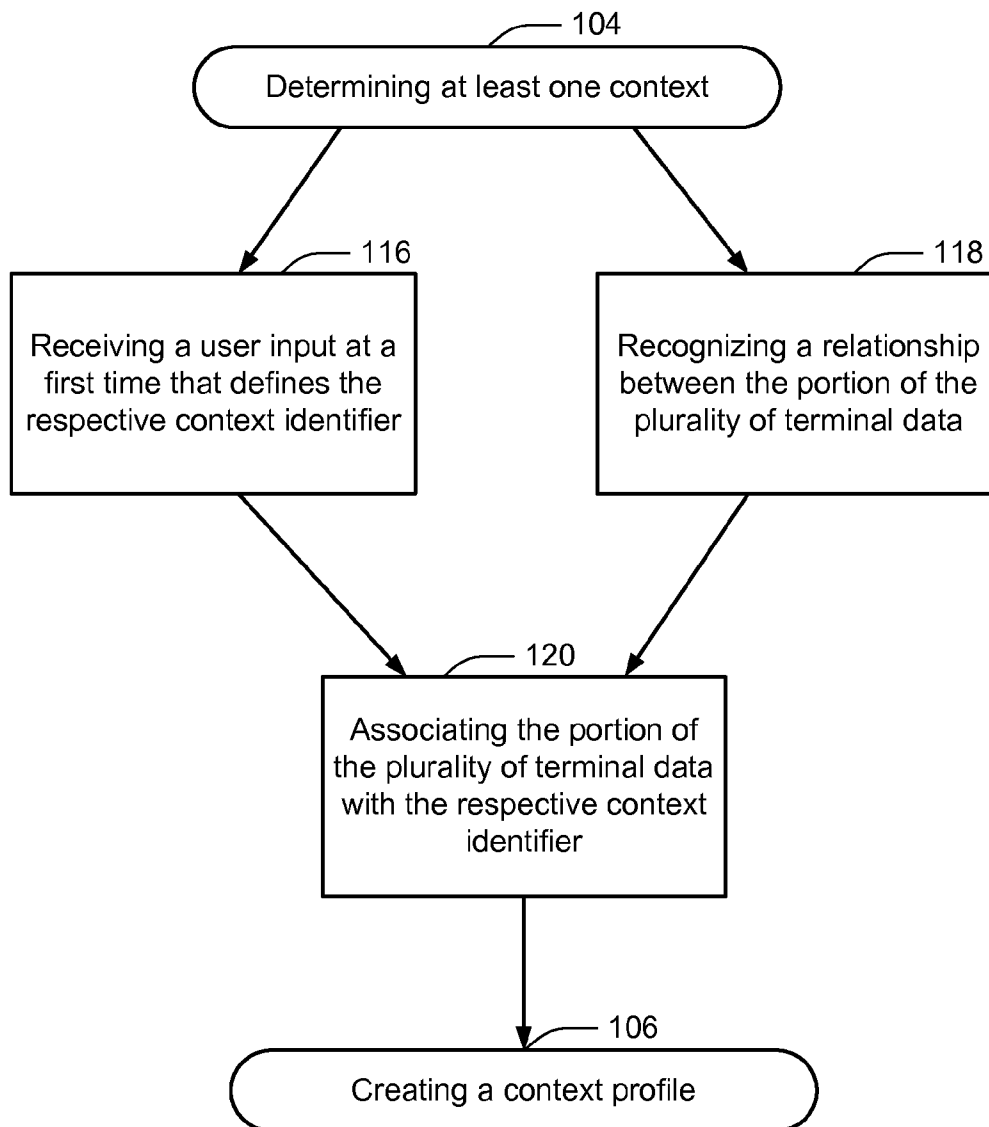 104
Determining at least one context
116
Receiving a user input at a
first time that defines the
respective context identifier
118
Recognizing a relationship
between the portion of the
plurality of terminal data
120
Associating the portion of
the plurality of terminal data
with the respective context
identifier
106
Creating a context profile